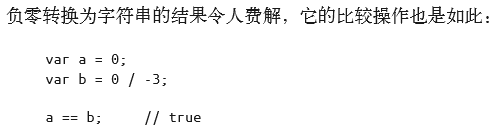 负零转换为字符串的结果令人费解，它的比较操作也是如此：
var a = 0;
var b = 0 / -3;
a == b;     // true